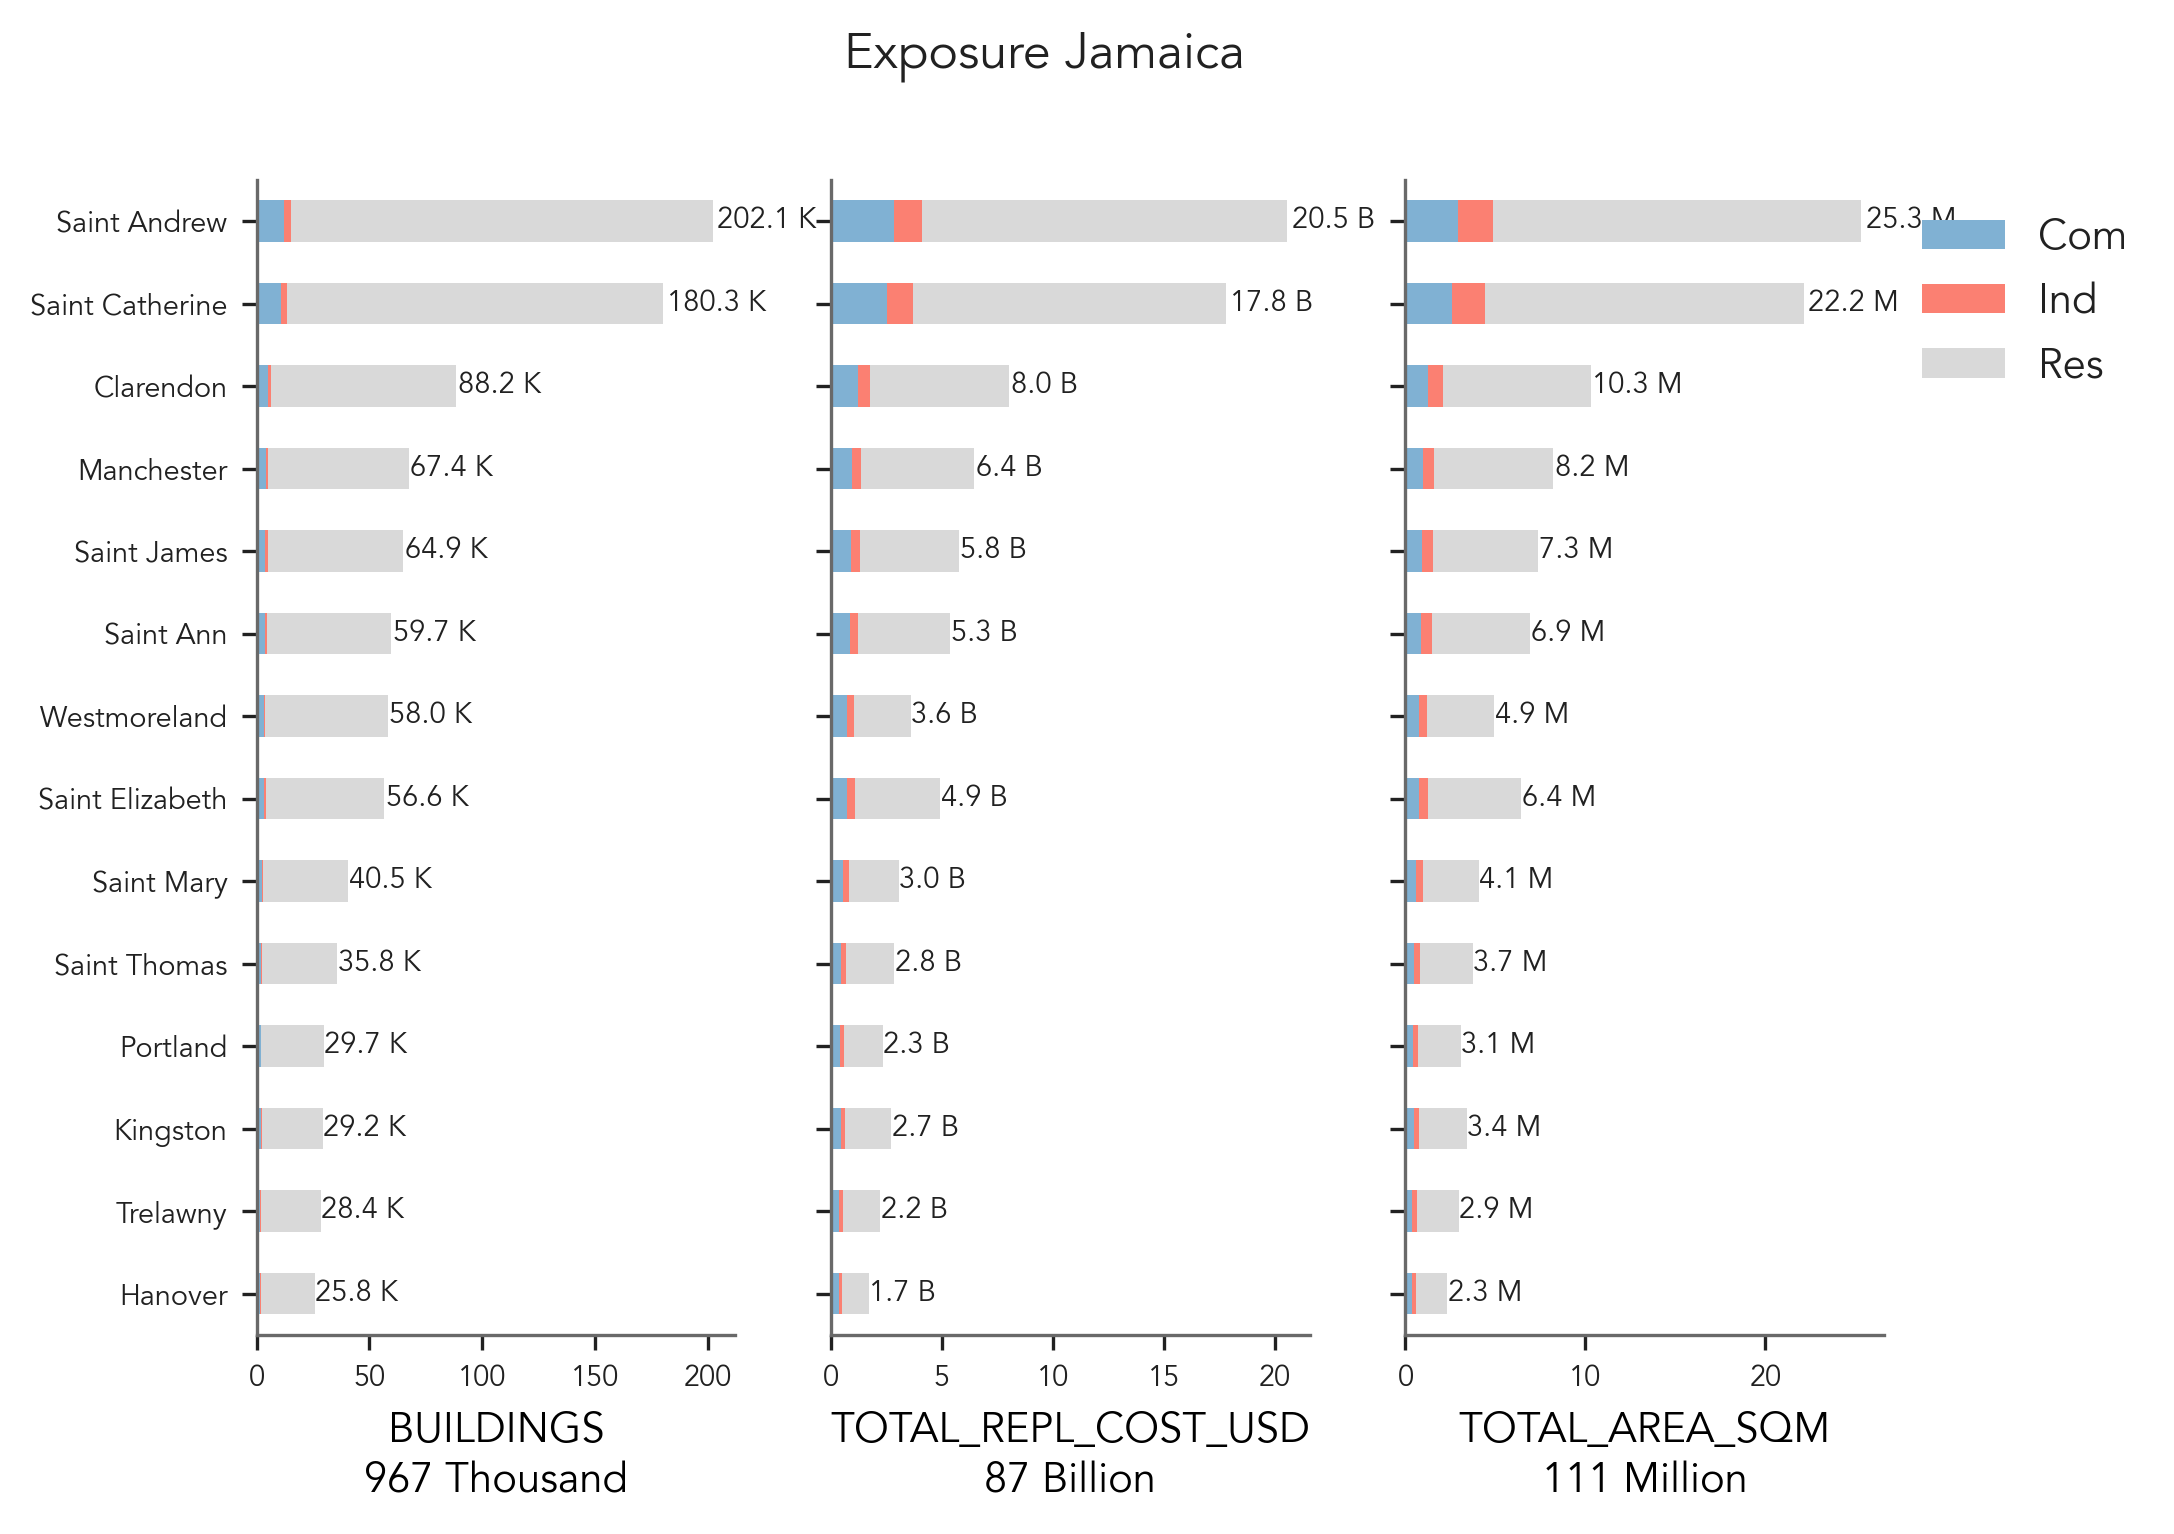 Exposure Jamaica
Saint Andrew 202.1 K 20.5 B 25.3 M
Com
Saint Catherine 180.3 K 17.8 B 22.2 M
Ind
Clarendon 88.2 K 8.0 B 10.3 M
Res
Manchester 67.4 K 6.4 B 8.2 M
Saint James 64.9 K 5.8 B 7.3 M
Saint Ann 59.7 K 5.3 B 6.9 M
Westmoreland 58.0 K 3.6 B 4.9 M
Saint Elizabeth 56.6 K 4.9 B 6.4 M
Saint Mary 40.5 K 3.0 B 4.1 M
Saint Thomas 35.8 K 2.8 B 3.7 M
Portland 29.7 K 2.3 B 3.1 M
Kingston 29.2 K 2.7 B 3.4 M
Trelawny 28.4 K 2.2 B 2.9 M
Hanover 25.8 K 1.7 B 2.3 M
0 50 100 150 200 0 5 10 15 20 0 10 20
BUILDINGS TOTAL_REPL_COST_USD TOTAL_AREA_SQM
967 Thousand 87 Billion 111 Million